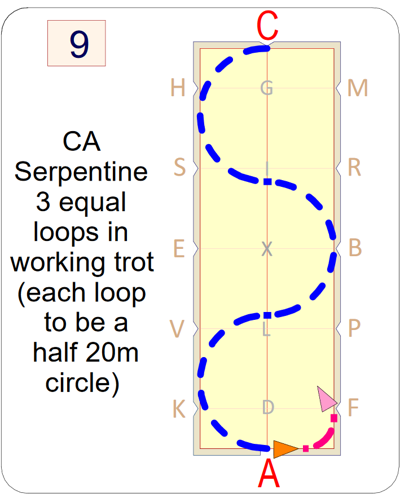 9
CA
Serpentine
3 equal
loops in
working trot
(each loop
to be a
half 20m
circle)
C
H G M
S I R
E X B
V L P
K D F
A